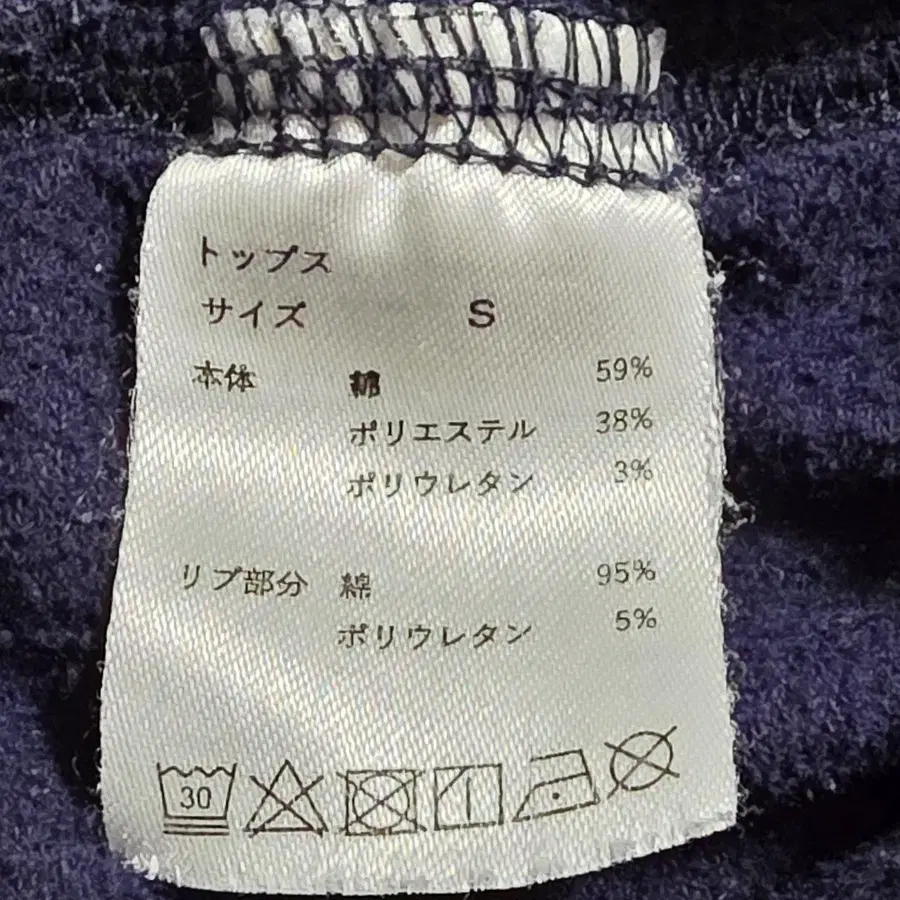 トップス
サイズ S
本体 綿 59%
ポリエステル 38%
ポリウレタン 3%
リブ部分 綿 95%
ポリウレタン 5%
30